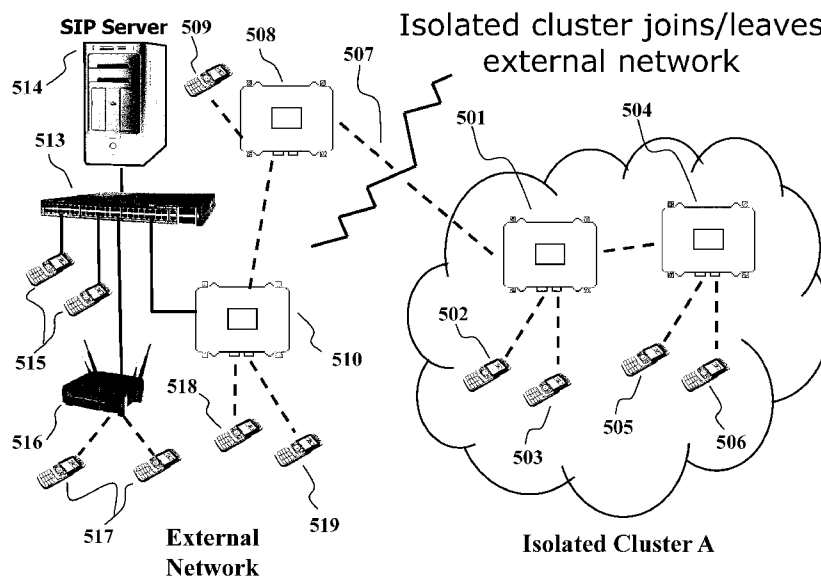 Isolated cluster joins/leaves
external network
SIP Server
509
508
507
514
501
504
513
502
510
515
518
516
505
506
503
517
519
External
Network
Isolated Cluster A